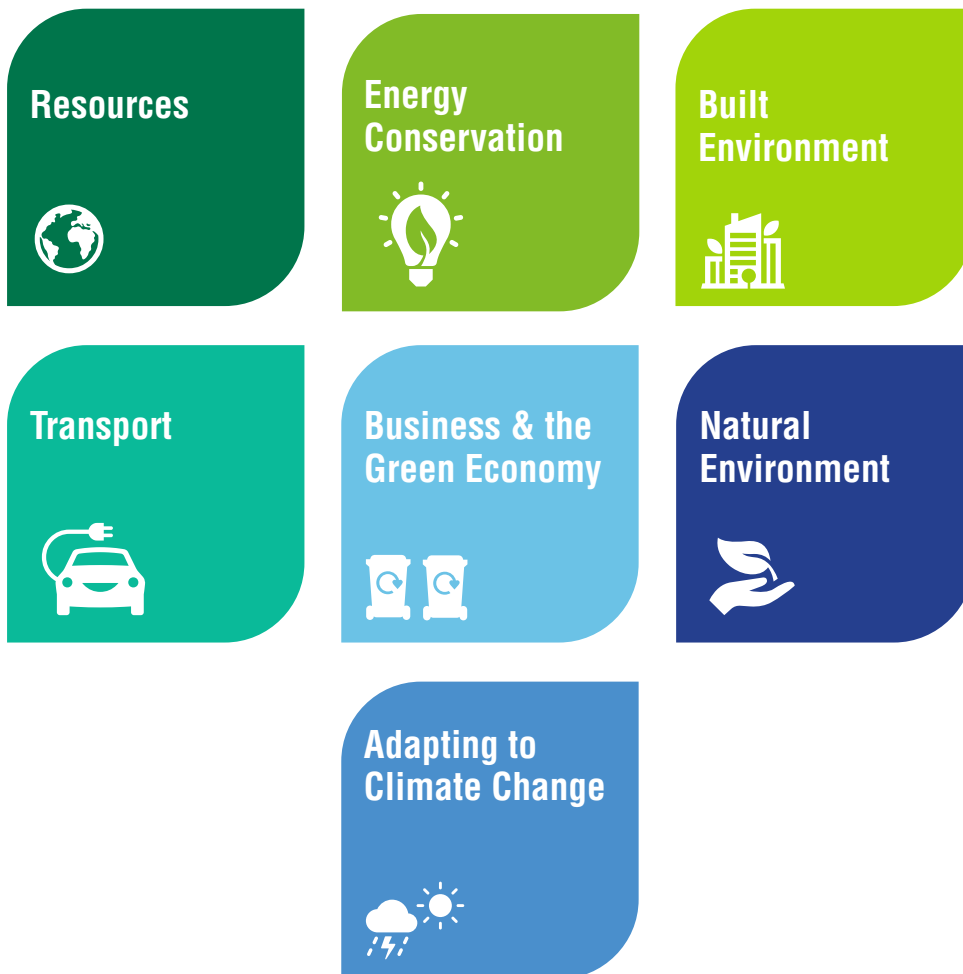 Resources
Energy
Conservation
Built
Environment
Transport
Business & the
Green Economy
Natural
Environment
Adapting to
Climate Change